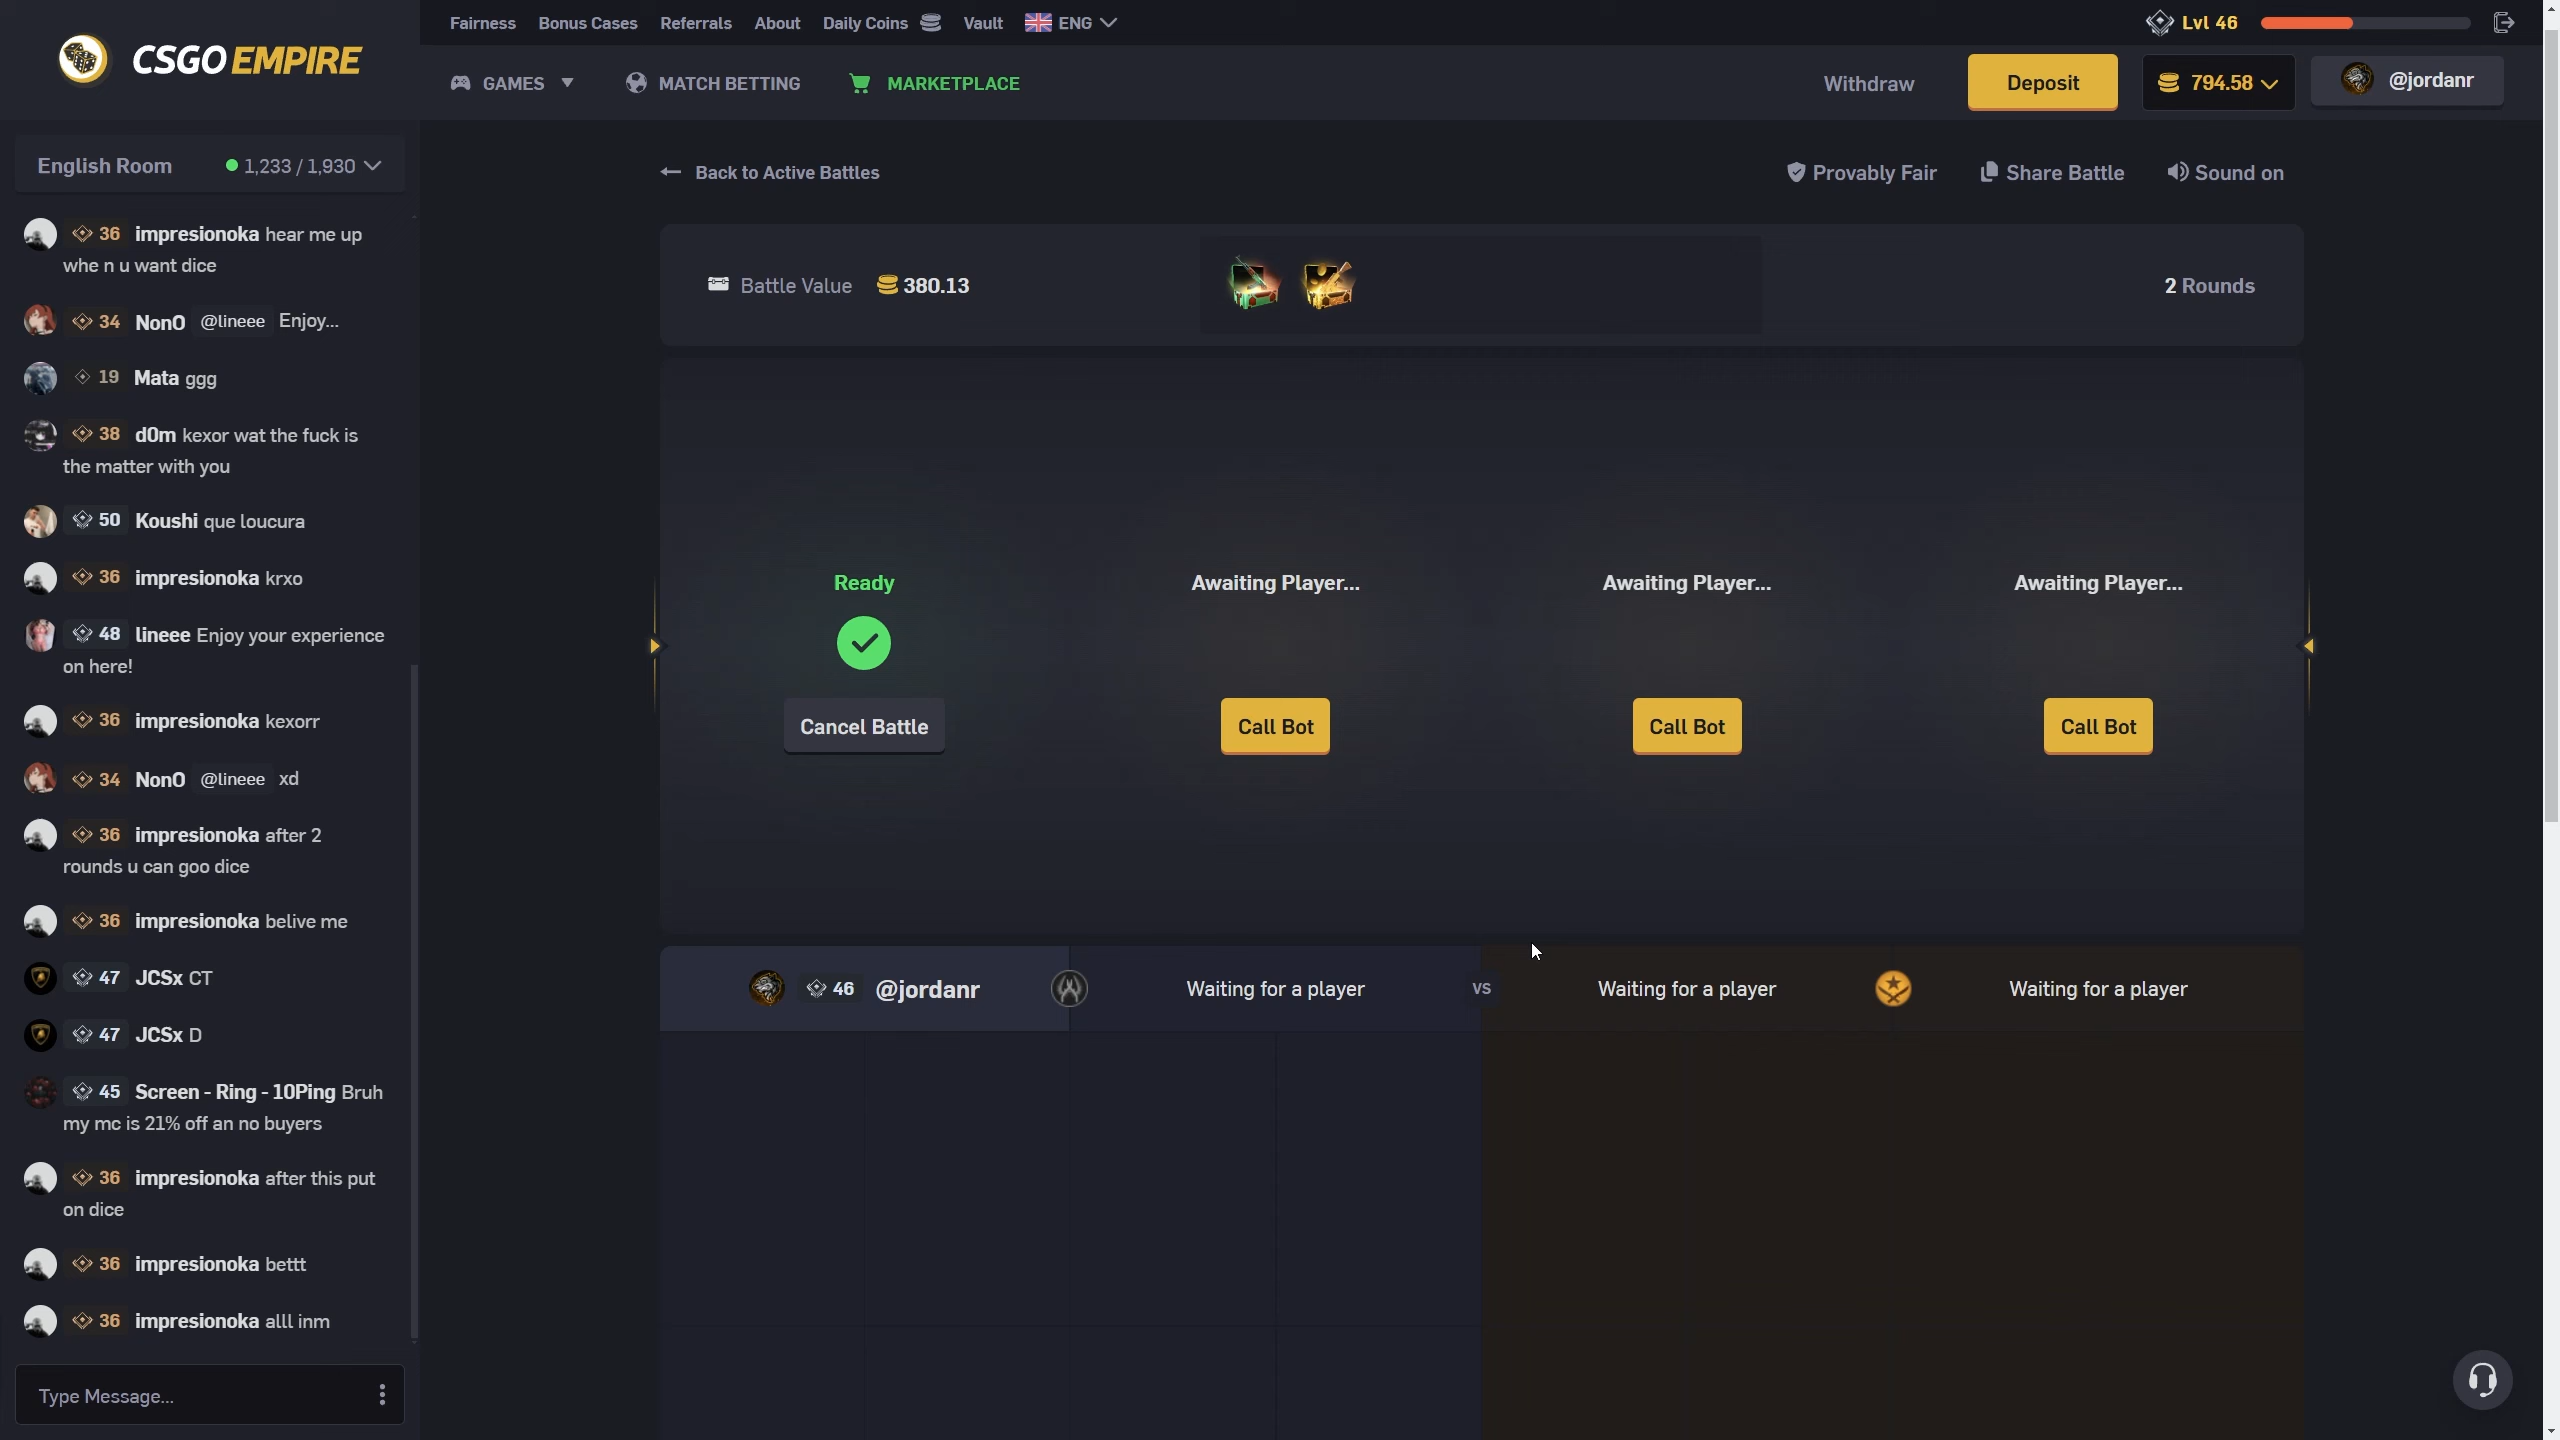 Fairness Bonus Cases Referrals About Daily Coins Vault ENG Lvl 46
CSGOEMPIRE
GAMES MATCH BETTING MARKETPLACE Withdraw Deposit 794.58 @jordanr
English Room 1,233 / 1,930
Back to Active Battles Provably Fair Share Battle Sound on
36 impresionoka hear me up
whe n u want dice
34 NonO @lineee Enjoy...
19 Mata ggg
38 d0m kexor wat the fuck is
the matter with you
50 Koushi que loucura
36 impresionoka krxo
48 lineee Enjoy your experience
on here!
36 impresionoka kexorr
34 NonO @lineee xd
36 impresionoka after 2
rounds u can goo dice
36 impresionoka belive me
47 JCSx CT
47 JCSx D
45 Screen - Ring - 10Ping Bruh
my mc is 21% off an no buyers
36 impresionoka after this put
on dice
36 impresionoka bettt
36 impresionoka alll inm
Type Message...
Battle Value 380.13 2 Rounds
Ready Awaiting Player... Awaiting Player... Awaiting Player...
Cancel Battle Call Bot Call Bot Call Bot
46 @jordanr Waiting for a player VS Waiting for a player Waiting for a player